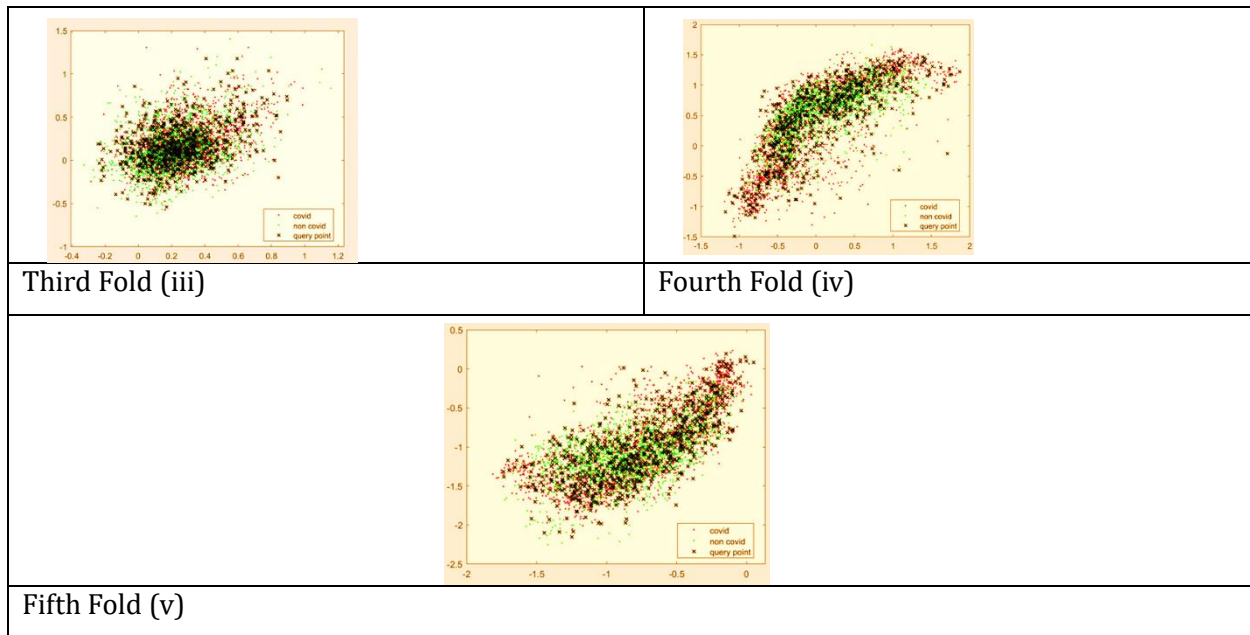 1.5
1
0.5
0
-0.5
-1
-0.4 -0.2 0 0.2 0.4 0.6 0.8 1 1.2
covid
non covid
query point
2
1.5
1
0.5
0
-0.5
-1
-1.5
-1.5 -1 -0.5 0 0.5 1 1.5 2
covid
non covid
query point
Third Fold (iii)
Fourth Fold (iv)
0.5
0
-0.5
-1
-1.5
-2
-2.5
-2 -1.5 -1 -0.5 0
covid
non covid
query point
Fifth Fold (v)